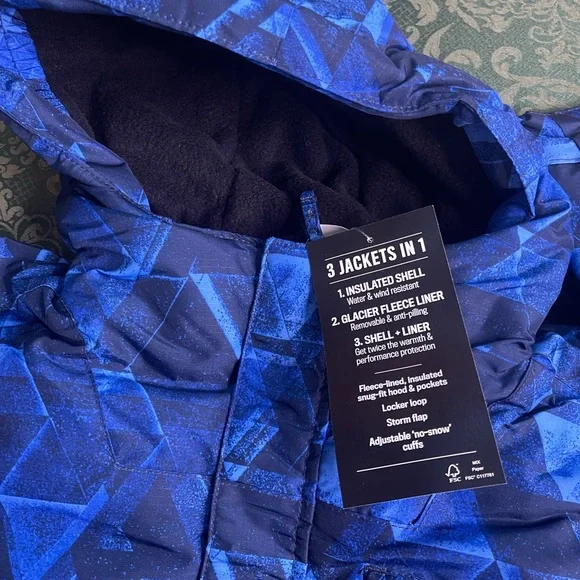 3 JACKETS IN 1
1. INSULATED SHELL
Water & wind resistant
2. GLACIER FLEECE LINER
Removable & anti-pilling
3. SHELL + LINER
Get twice the warmth &
performance protection
Fleece-lined, insulated
snug-fit hood & pockets
Locker loop
Storm flap
Adjustable 'no-snow'
cuffs
FSC
MIX
Paper
FSC® C117761